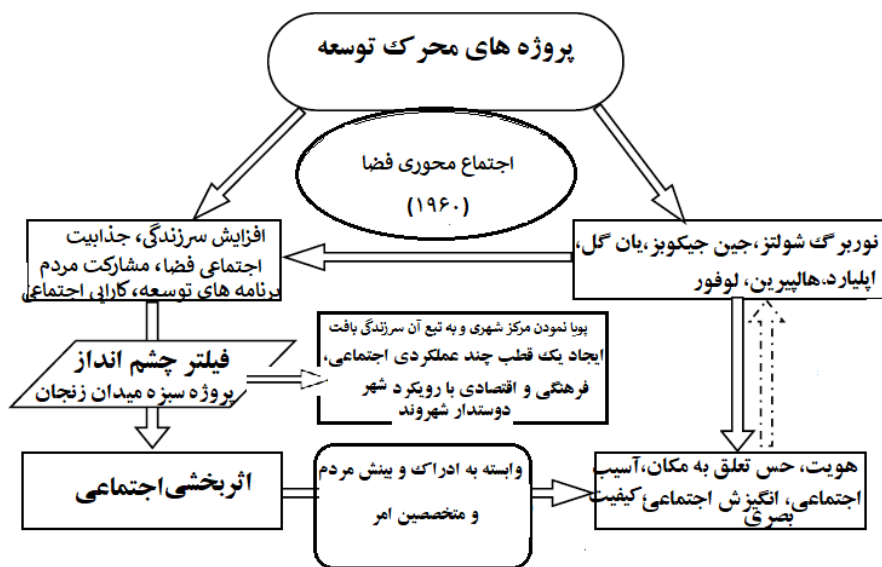 پروژه های محرک توسعه
اجتماع محوری فضا
(۱۹۶۰)
نوربرگ شولتز، جین جیکوبز، یان گل،
اپلیارد، هالپیرین، لوفور
افزایش سرزندگی، جذابیت
اجتماعی فضا، مشارکت مردم
برنامه های توسعه، کارایی اجتماعی
فیلتر چشم انداز
پروژه سبزه میدان زنجان
پویا نمودن مرکز شهری و به تبع آن سرزندگی بافت
ایجاد یک قطب چند عملکردی اجتماعی،
فرهنگی و اقتصادی با رویکرد شهر
دوستدار شهروند
اثربخشی اجتماعی
وابسته به ادراک و بینش مردم
و متخصصین امر
هویت، حس تعلق به مکان، آسیب
اجتماعی، انگیزش اجتماعی، کیفیت
بصری